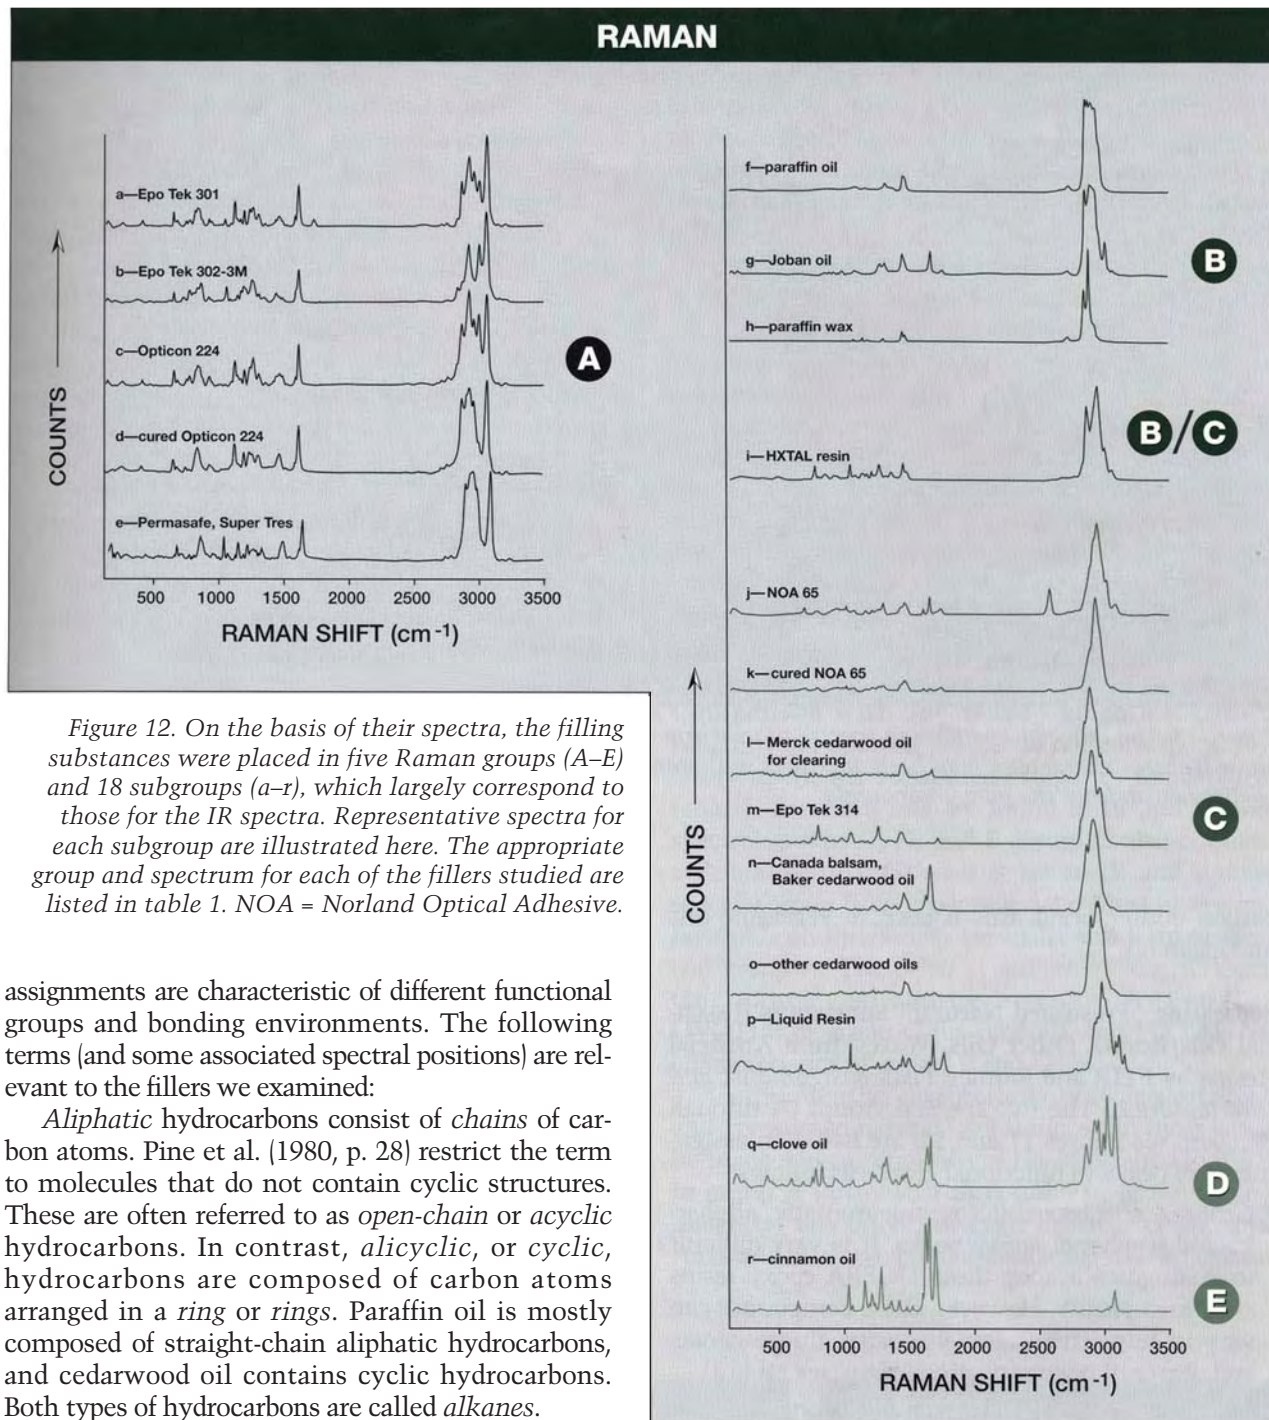 RAMAN
a—Epo Tek 301
b—Epo Tek 302-3M
c—Opticon 224
d—cured Opticon 224
e—Permasafe, Super Tres
A
COUNTS
500 1000 1500 2000 2500 3000 3500
RAMAN SHIFT (cm -1)
f—paraffin oil
g—Joban oil
h—paraffin wax
B
i—HXTAL resin
B/C
j—NOA 65
k—cured NOA 65
l—Merck cedarwood oil
for clearing
m—Epo Tek 314
n—Canada balsam,
Baker cedarwood oil
o—other cedarwood oils
p—Liquid Resin
C
q—clove oil
D
r—cinnamon oil
E
COUNTS
500 1000 1500 2000 2500 3000 3500
RAMAN SHIFT (cm-1)
Figure 12. On the basis of their spectra, the filling
substances were placed in five Raman groups (A–E)
and 18 subgroups (a–r), which largely correspond to
those for the IR spectra. Representative spectra for
each subgroup are illustrated here. The appropriate
group and spectrum for each of the fillers studied are
listed in table 1. NOA = Norland Optical Adhesive.
assignments are characteristic of different functional
groups and bonding environments. The following
terms (and some associated spectral positions) are rel-
evant to the fillers we examined:
Aliphatic hydrocarbons consist of chains of car-
bon atoms. Pine et al. (1980, p. 28) restrict the term
to molecules that do not contain cyclic structures.
These are often referred to as open-chain or acyclic
hydrocarbons. In contrast, alicyclic, or cyclic,
hydrocarbons are composed of carbon atoms
arranged in a ring or rings. Paraffin oil is mostly
composed of straight-chain aliphatic hydrocarbons,
and cedarwood oil contains cyclic hydrocarbons.
Both types of hydrocarbons are called alkanes.